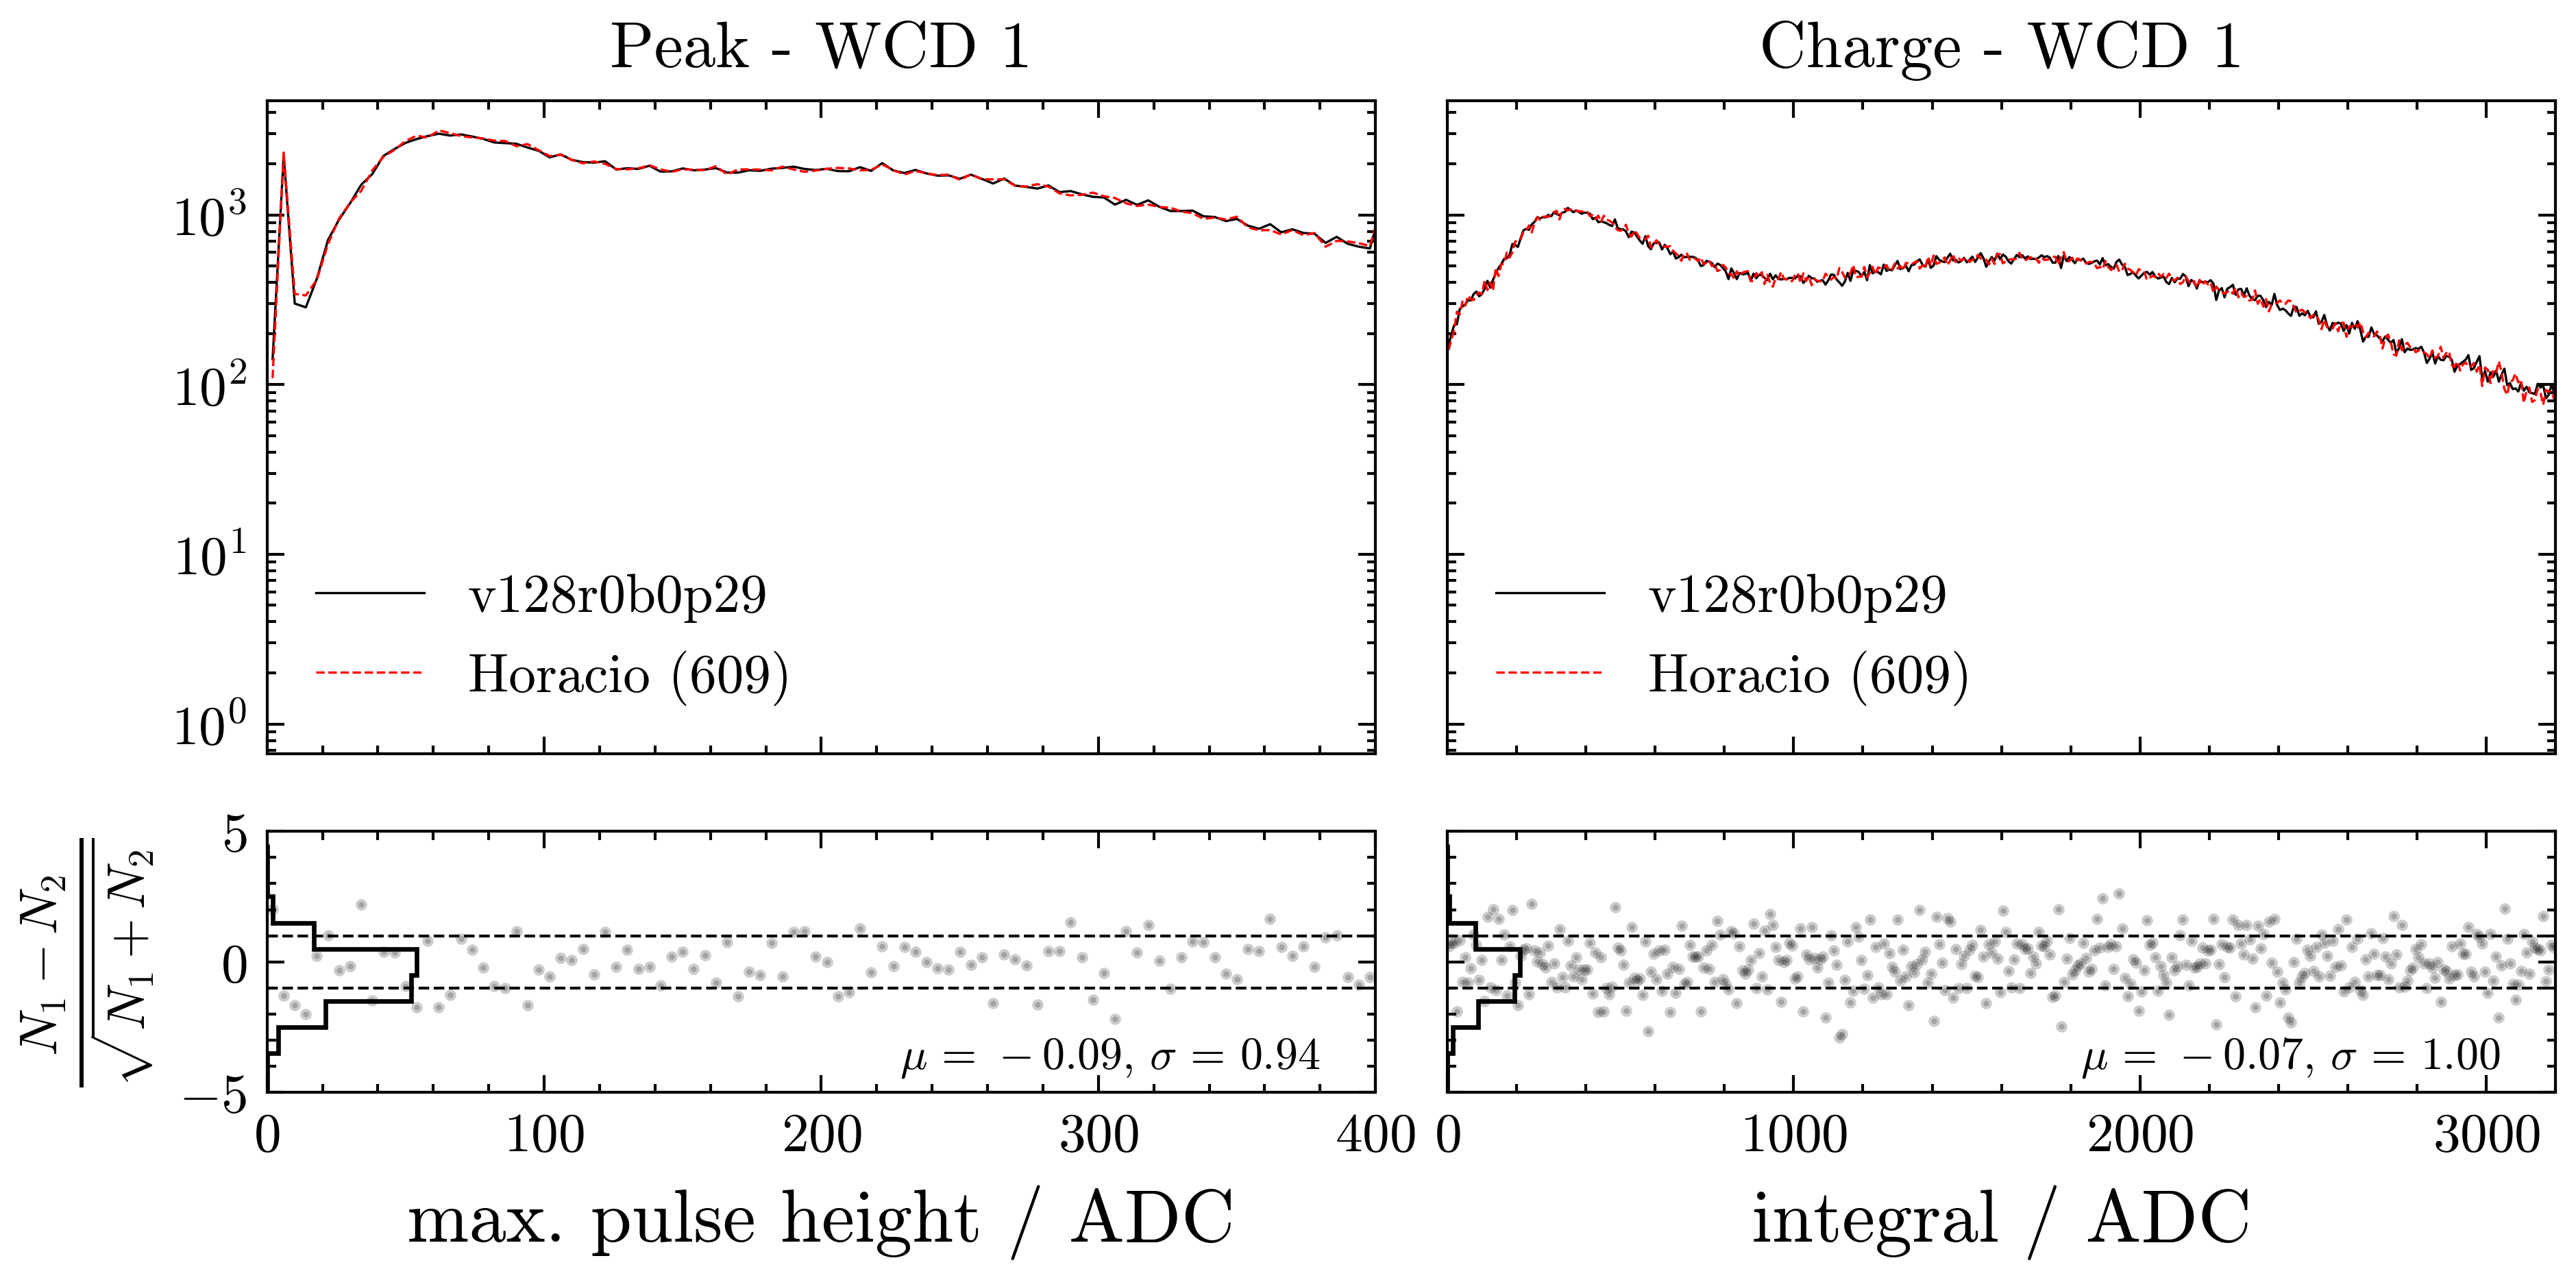 Peak - WCD 1
10^3
10^2
10^1
10^0
v128r0b0p29
Horacio (609)
Charge - WCD 1
v128r0b0p29
Horacio (609)
N_1 − N_2
√N_1 + N_2
5
0
−5
μ = −0.09, σ = 0.94
0 100 200 300 400
max. pulse height / ADC
μ = −0.07, σ = 1.00
0 1000 2000 3000
integral / ADC